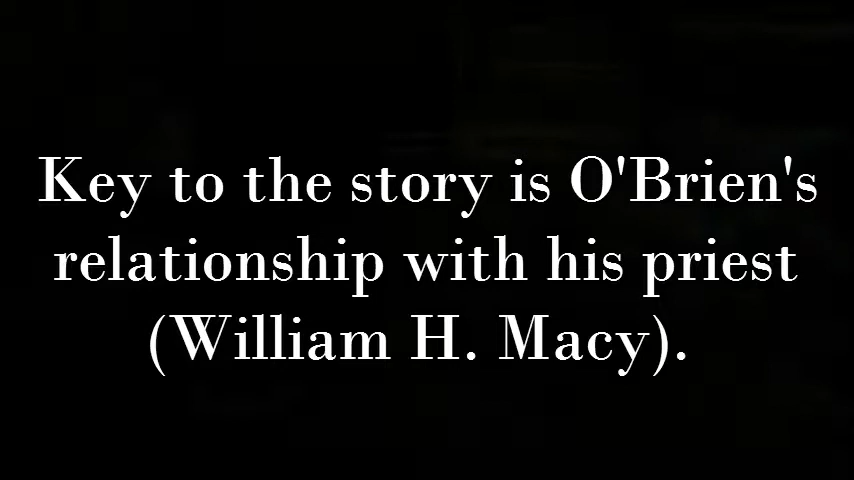 Key to the story is O'Brien's
relationship with his priest
(William H. Macy).